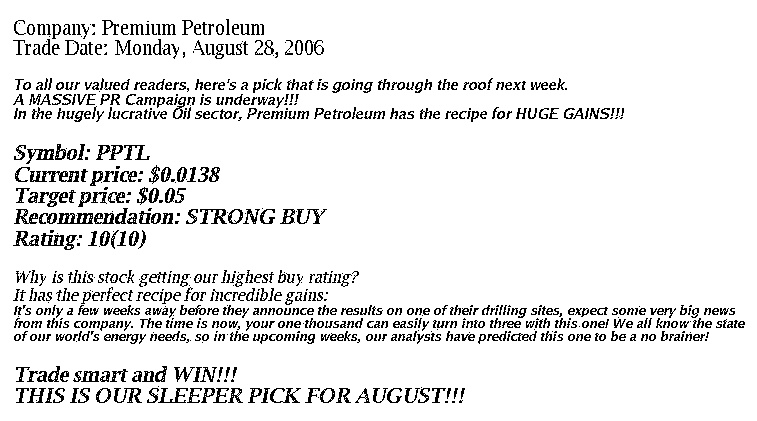 Company: Premium Petroleum
Trade Date: Monday, August 28, 2006
To all our valued readers, here's a pick that is going through the roof next week.
A MASSIVE PR Campaign is underway!!!
In the hugely lucrative Oil sector, Premium Petroleum has the recipe for HUGE GAINS!!!
Symbol: PPTL
Current price: $0.0138
Target price: $0.05
Recommendation: STRONG BUY
Rating: 10(10)
Why is this stock getting our highest buy rating?
It has the perfect recipe for incredible gains:
It's only a few weeks away before they announce the results on one of their drilling sites, expect some very big news
from this company. The time is now, your one thousand can easily turn into three with this one! We all know the state
of our world's energy needs, so in the upcoming weeks, our analysts have predicted this one to be a no brainer!
Trade smart and WIN!!!
THIS IS OUR SLEEPER PICK FOR AUGUST!!!